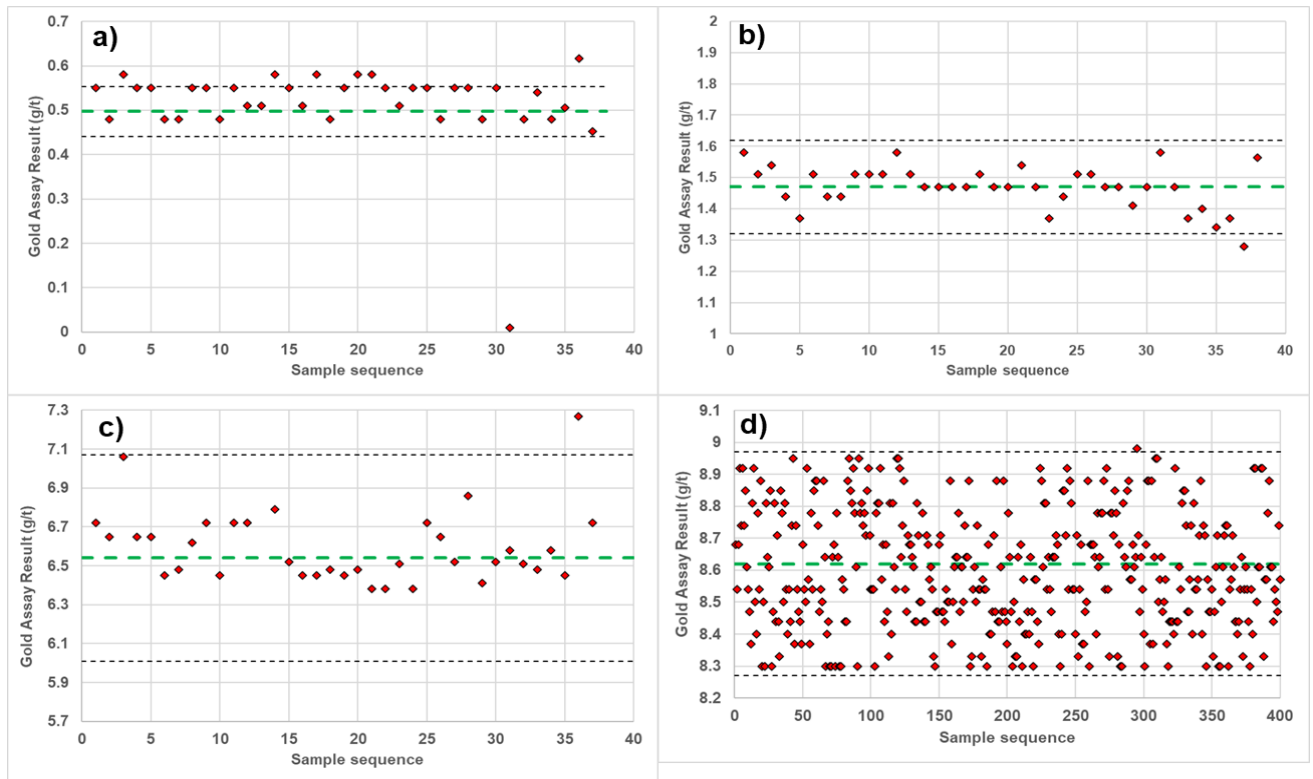 a)
Gold Assay Result (g/t)
0.7
0.6
0.5
0.4
0.3
0.2
0.1
0
0 5 10 15 20 25 30 35 40
Sample sequence
b)
Gold Assay Result (g/t)
2
1.9
1.8
1.7
1.6
1.5
1.4
1.3
1.2
1.1
1
0 5 10 15 20 25 30 35 40
Sample sequence
c)
Gold Assay Result (g/t)
7.3
7.1
6.9
6.7
6.5
6.3
6.1
5.9
5.7
0 5 10 15 20 25 30 35 40
Sample sequence
d)
Gold Assay Result (g/t)
9.1
9
8.9
8.8
8.7
8.6
8.5
8.4
8.3
8.2
0 50 100 150 200 250 300 350 400
Sample sequence